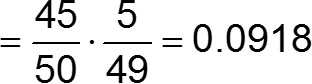 = 45/50 · 5/49 = 0.0918